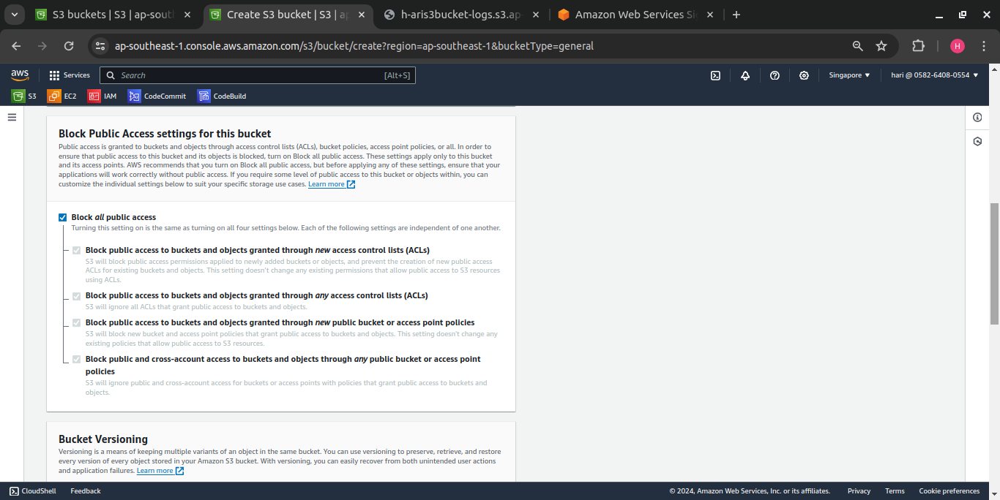 S3 buckets | S3 | ap-sout
Create S3 bucket | S3 | a
h-aris3bucket-logs.s3.ap
Amazon Web Services Si
ap-southeast-1.console.aws.amazon.com/s3/bucket/create?region=ap-southeast-1&bucketType=general
H
aws
Services
Search
[Alt+S]
Singapore
hari @ 0582-6408-0554
S3
EC2
IAM
CodeCommit
CodeBuild
Block Public Access settings for this bucket
Public access is granted to buckets and objects through access control lists (ACLs), bucket policies, access point policies, or all. In order to
ensure that public access to this bucket and its objects is blocked, turn on Block all public access. These settings apply only to this bucket
and its access points. AWS recommends that you turn on Block all public access, but before applying any of these settings, ensure that your
applications will work correctly without public access. If you require some level of public access to this bucket or objects within, you can
customize the individual settings below to suit your specific storage use cases. Learn more
Block all public access
Turning this setting on is the same as turning on all four settings below. Each of the following settings are independent of one another.
Block public access to buckets and objects granted through new access control lists (ACLs)
S3 will block public access permissions applied to newly added buckets or objects, and prevent the creation of new public access
ACLs for existing buckets and objects. This setting doesn't change any existing permissions that allow public access to S3 resources
using ACLs.
Block public access to buckets and objects granted through any access control lists (ACLs)
S3 will ignore all ACLs that grant public access to buckets and objects.
Block public access to buckets and objects granted through new public bucket or access point policies
S3 will block new bucket and access point policies that grant public access to buckets and objects. This setting doesn't change any
existing policies that allow public access to S3 resources.
Block public and cross-account access to buckets and objects through any public bucket or access point
policies
S3 will ignore public and cross-account access for buckets or access points with policies that grant public access to buckets and
objects.
Bucket Versioning
Versioning is a means of keeping multiple variants of an object in the same bucket. You can use versioning to preserve, retrieve, and restore
every version of every object stored in your Amazon S3 bucket. With versioning, you can easily recover from both unintended user actions
and application failures. Learn more
CloudShell
Feedback
© 2024, Amazon Web Services, Inc. or its affiliates.
Privacy
Terms
Cookie preferences